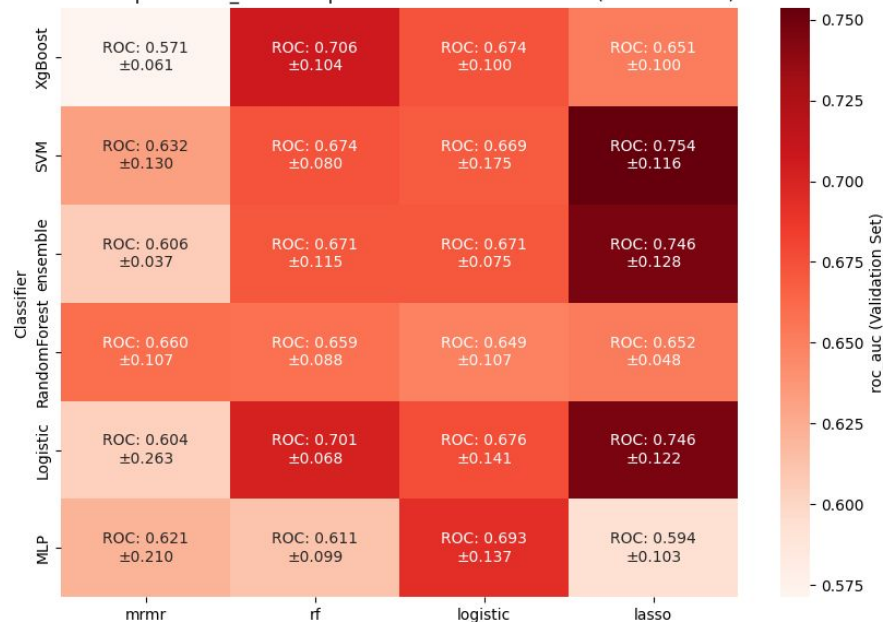 ROC: 0.571 ROC: 0.706 ROC: 0.674 ROC: 0.651
±0.061 ±0.104 ±0.100 ±0.100
ROC: 0.632 ROC: 0.674 ROC: 0.669 ROC: 0.754
±0.130 ±0.080 ±0.175 ±0.116
ROC: 0.606 ROC: 0.671 ROC: 0.671 ROC: 0.746
±0.037 ±0.115 ±0.075 ±0.128
ROC: 0.660 ROC: 0.659 ROC: 0.649 ROC: 0.652
±0.107 ±0.088 ±0.107 ±0.048
ROC: 0.604 ROC: 0.701 ROC: 0.676 ROC: 0.746
±0.263 ±0.068 ±0.141 ±0.122
ROC: 0.621 ROC: 0.611 ROC: 0.693 ROC: 0.594
±0.210 ±0.099 ±0.137 ±0.103
mrmr rf logistic lasso
Classifier
XgBoost
SVM
ensemble
RandomForest
Logistic
MLP
0.750
0.725
0.700
0.675
0.650
0.625
0.600
0.575
roc_auc (Validation Set)